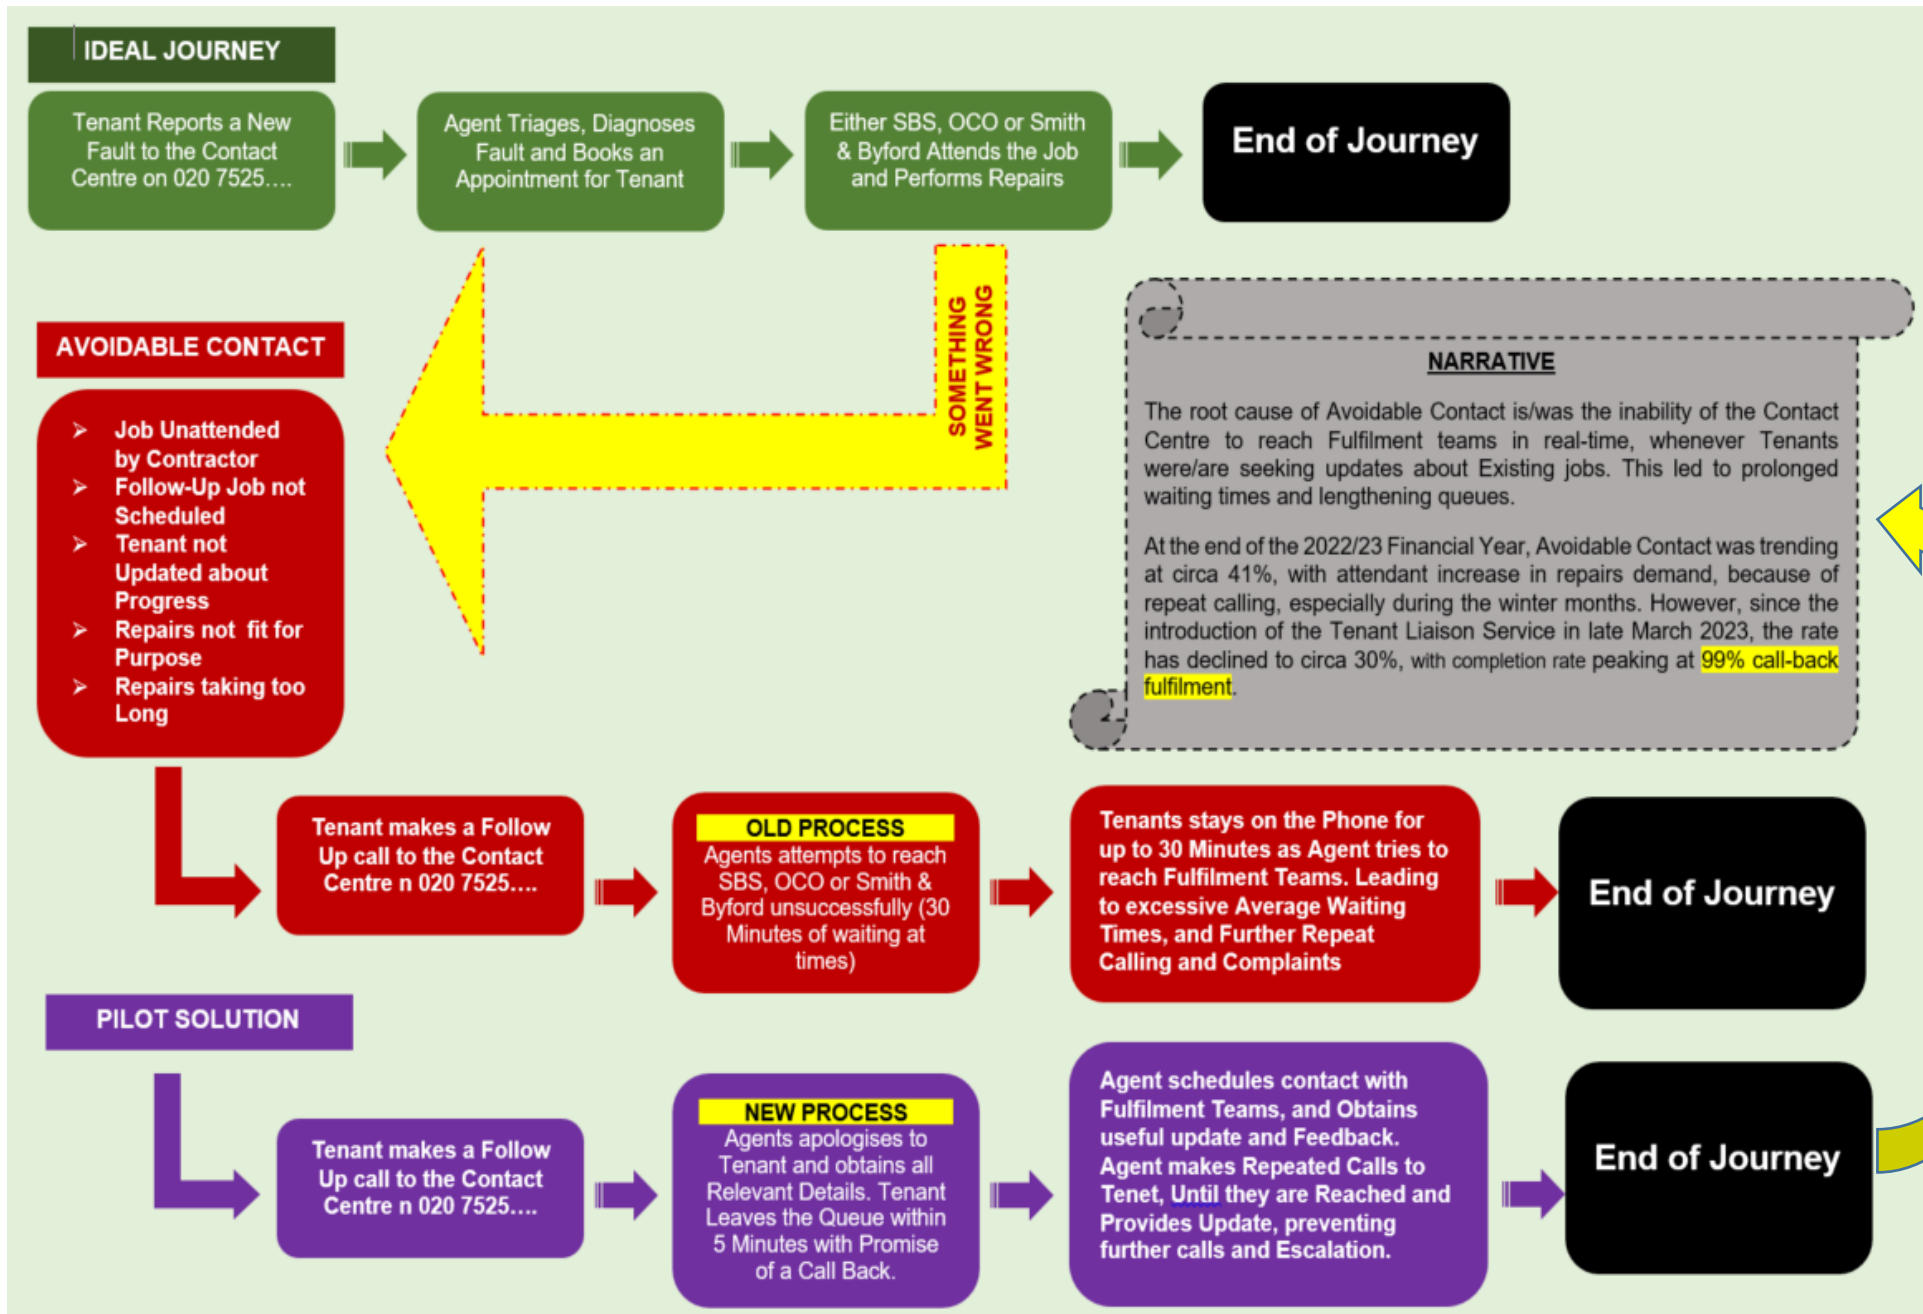 IDEAL JOURNEY
Tenant Reports a New
Fault to the Contact
Centre on 020 7525....
Agent Triages, Diagnoses
Fault and Books an
Appointment for Tenant
Either SBS, OCO or Smith
& Byford Attends the Job
and Performs Repairs
End of Journey
SOMETHING
WENT WRONG
AVOIDABLE CONTACT
➢ Job Unattended
by Contractor
➢ Follow-Up Job not
Scheduled
➢ Tenant not
Updated about
Progress
➢ Repairs not fit for
Purpose
➢ Repairs taking too
Long
NARRATIVE
The root cause of Avoidable Contact is/was the inability of the Contact
Centre to reach Fulfilment teams in real-time, whenever Tenants
were/are seeking updates about Existing jobs. This led to prolonged
waiting times and lengthening queues.
At the end of the 2022/23 Financial Year, Avoidable Contact was trending
at circa 41%, with attendant increase in repairs demand, because of
repeat calling, especially during the winter months. However, since the
introduction of the Tenant Liaison Service in late March 2023, the rate
has declined to circa 30%, with completion rate peaking at 99% call-back
fulfilment.
Tenant makes a Follow
Up call to the Contact
Centre n 020 7525....
OLD PROCESS
Agents attempts to reach
SBS, OCO or Smith &
Byford unsuccessfully (30
Minutes of waiting at
times)
Tenants stays on the Phone for
up to 30 Minutes as Agent tries to
reach Fulfilment Teams. Leading
to excessive Average Waiting
Times, and Further Repeat
Calling and Complaints
End of Journey
PILOT SOLUTION
Tenant makes a Follow
Up call to the Contact
Centre n 020 7525....
NEW PROCESS
Agents apologises to
Tenant and obtains all
Relevant Details. Tenant
Leaves the Queue within
5 Minutes with Promise
of a Call Back.
Agent schedules contact with
Fulfilment Teams, and Obtains
useful update and Feedback.
Agent makes Repeated Calls to
Tenet, Until they are Reached and
Provides Update, preventing
further calls and Escalation.
End of Journey